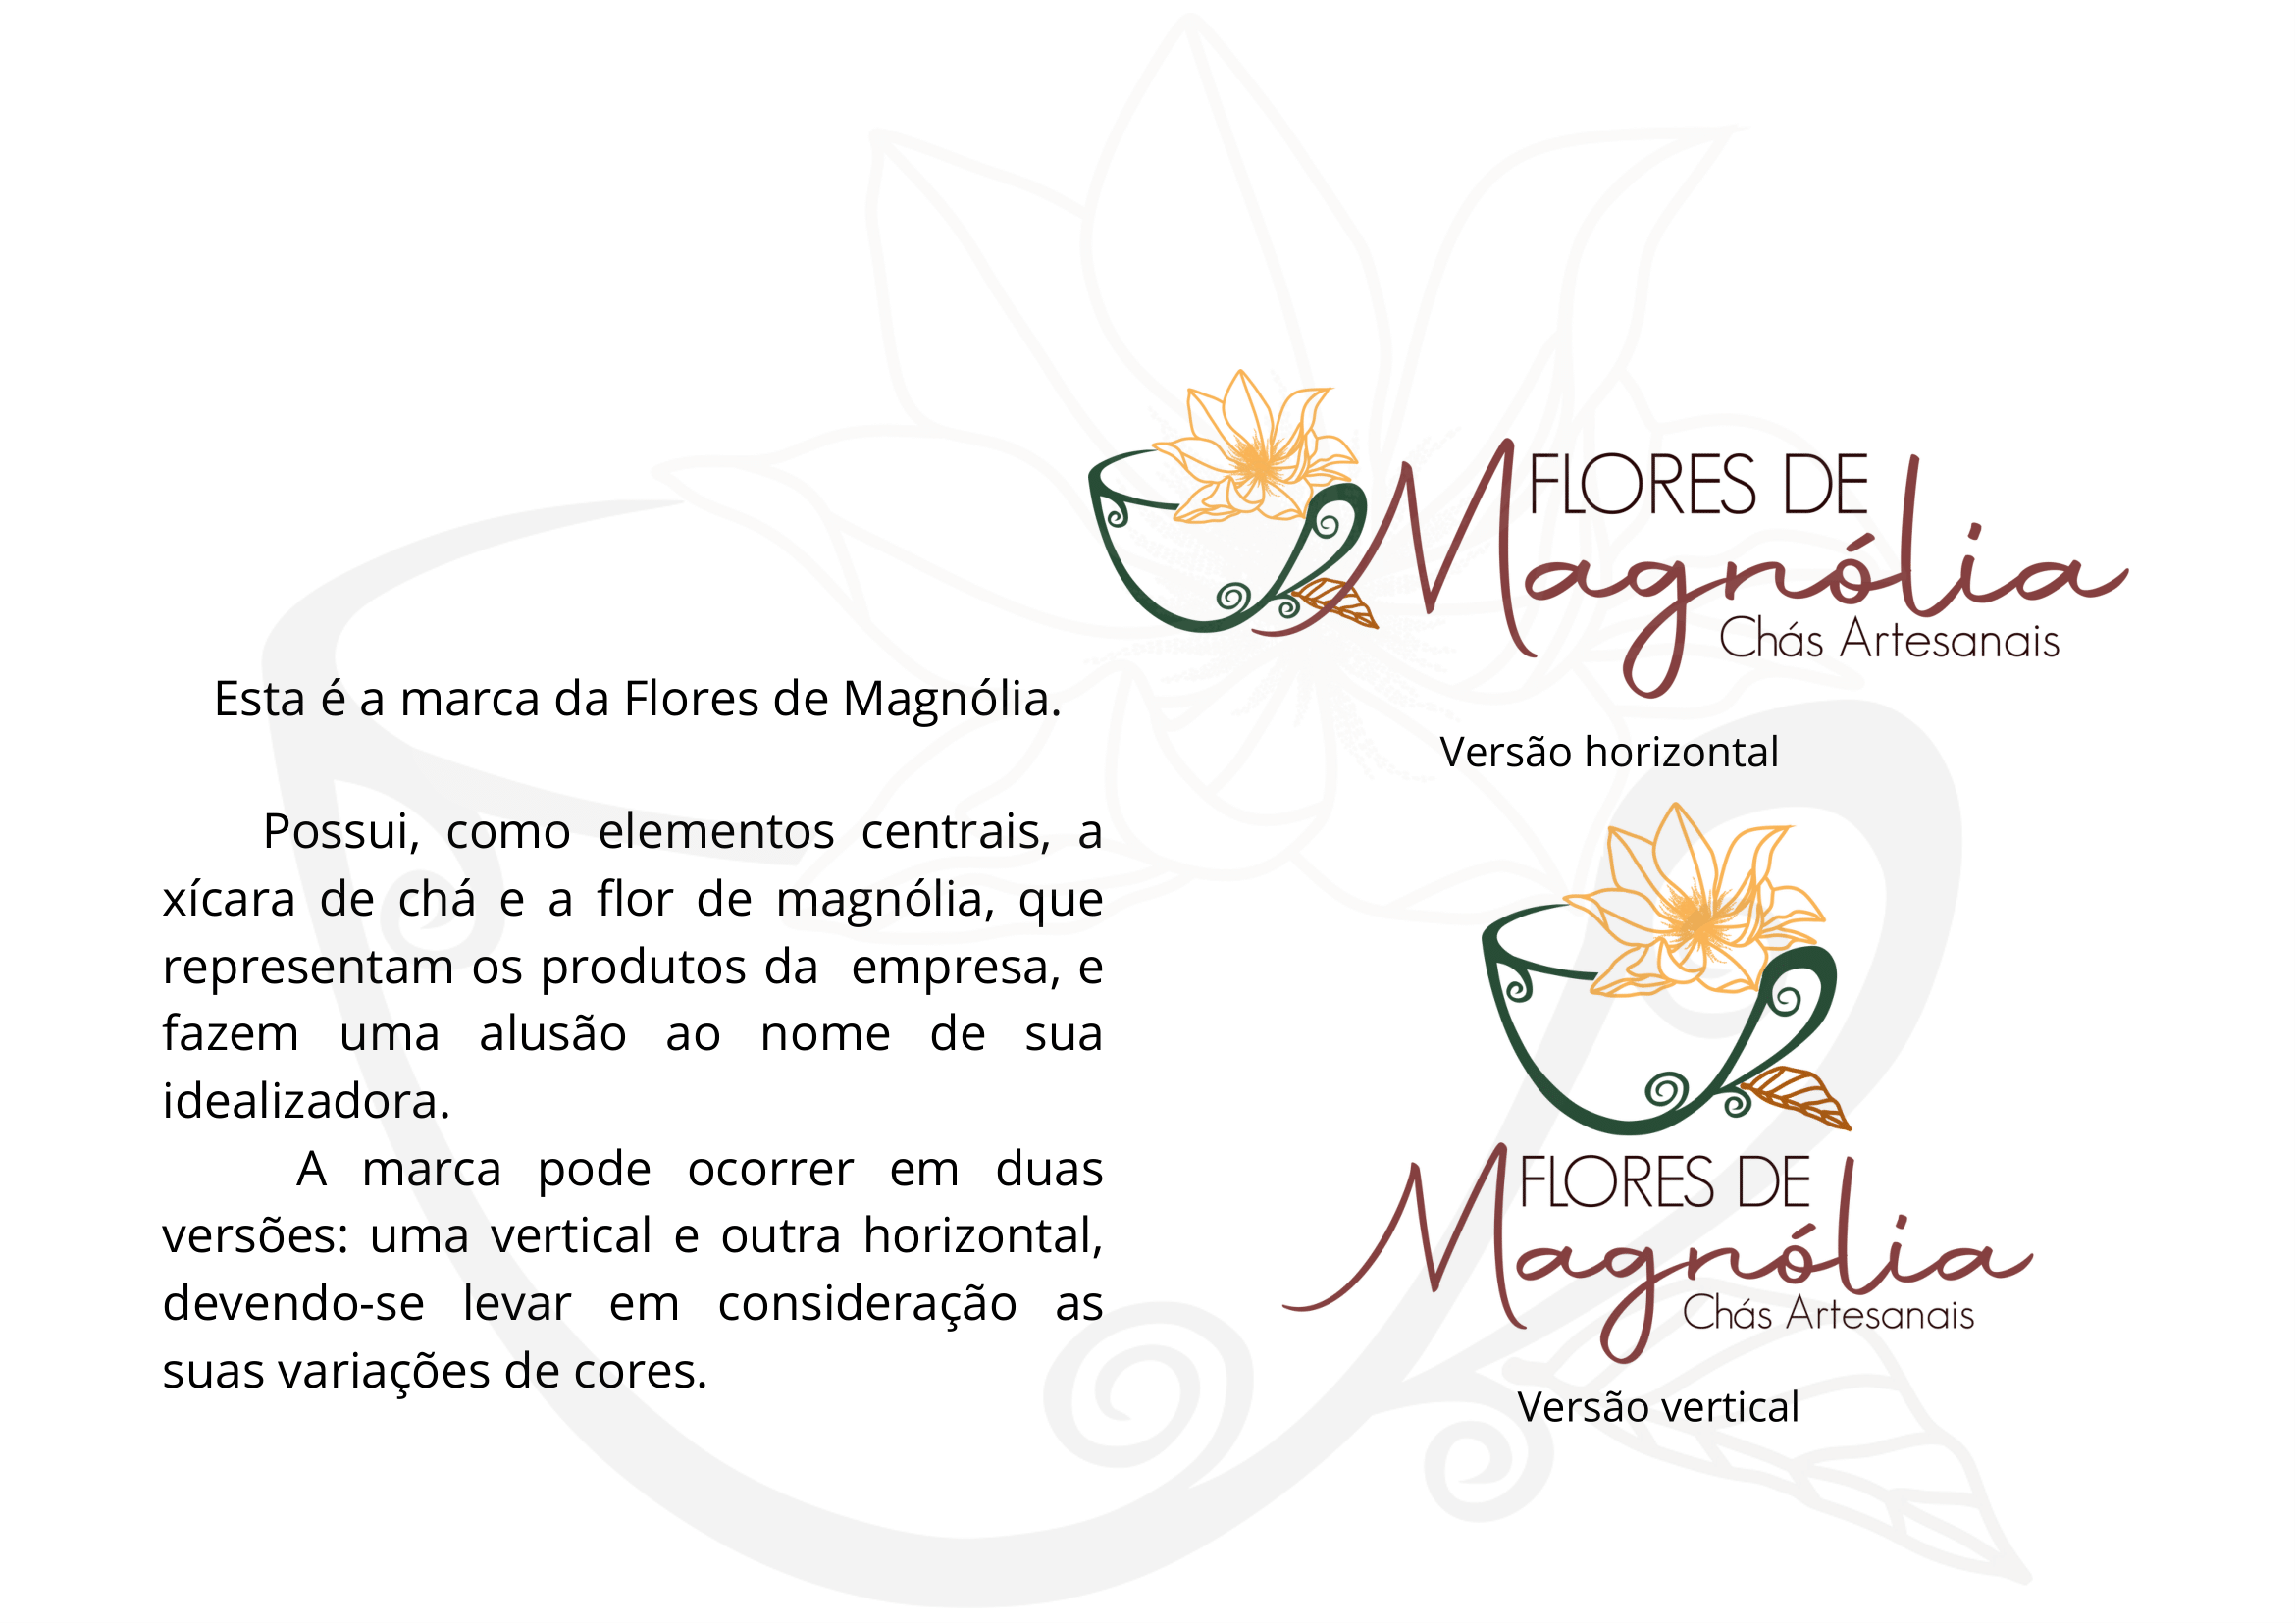 Esta é a marca da Flores de Magnólia.
Possui, como elementos centrais, a
xícara de chá e a flor de magnólia, que
representam os produtos da empresa, e
fazem uma alusão ao nome de sua
idealizadora.
A marca pode ocorrer em duas
versões: uma vertical e outra horizontal,
devendo-se levar em consideração as
suas variações de cores.
FLORES DE
Magnólia
Chás Artesanais
Versão horizontal
FLORES DE
Magnólia
Chás Artesanais
Versão vertical